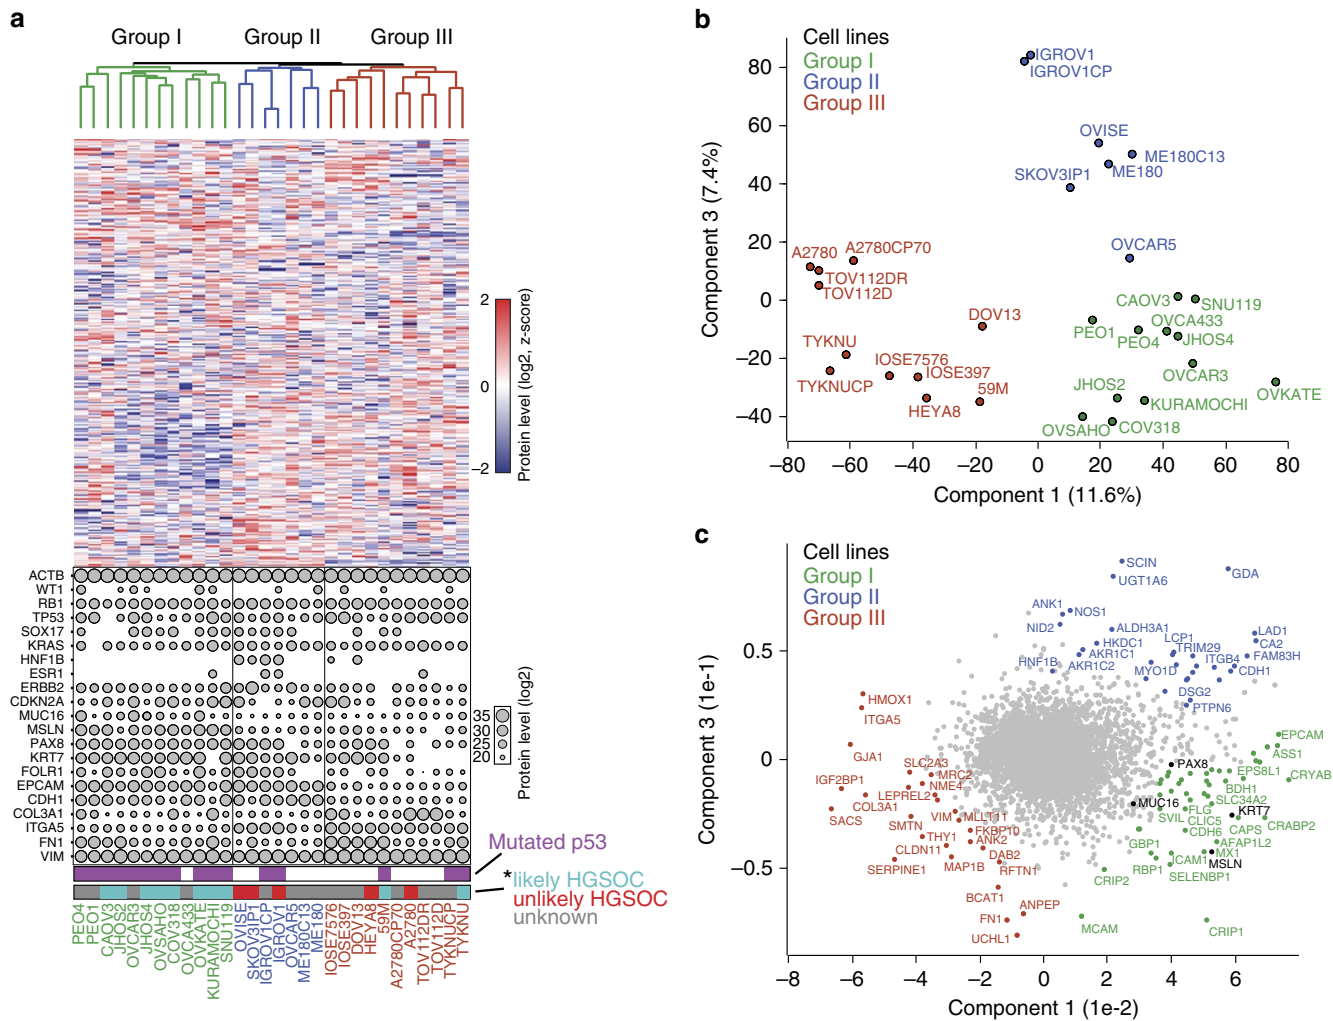 a
Group I
Group II
Group III
2
0
−2
Protein level (log2, z-score)
ACTB
WT1
RB1
TP53
SOX17
KRAS
HNF1B
ESR1
ERBB2
CDKN2A
MUC16
MSLN
PAX8
KRT7
FOLR1
EPCAM
CDH1
COL3A1
ITGA5
FN1
VIM
35
30
25
20
Protein level (log2)
Mutated p53
*likely HGSOC
unlikely HGSOC
unknown
PEO4
PEO1
CAOV3
JHOS2
OVCAR3
JHOS4
OVSAHO
COV318
OVCA433
OVKATE
KURAMOCHI
SNU119
OVISE
SKOV3IP1
IGROV1CP
IGROV1
OVCAR5
ME180C13
ME180
IOSE7576
IOSE397
DOV13
HEYA8
59M
A2780CP70
A2780
TOV112DR
TOV112D
TYKNUCP
TYKNU
b
Cell lines
Group I
Group II
Group III
80
60
40
20
0
−20
−40
Component 3 (7.4%)
IGROV1
IGROV1CP
OVISE
ME180C13
ME180
SKOV3IP1
OVCAR5
A2780
A2780CP70
TOV112DR
TOV112D
DOV13
CAOV3
SNU119
PEO1
OVCA433
PEO4
JHOS4
TYKNU
IOSE7576
IOSE397
TYKNUCP
OVCAR3
59M
JHOS2
OVKATE
HEYA8
KURAMOCHI
OVSAHO
COV318
−80
−60
−40
−20
0
20
40
60
80
Component 1 (11.6%)
c
Cell lines
Group I
Group II
Group III
0.5
0
−0.5
Component 3 (1e-1)
SCIN
UGT1A6
GDA
ANK1
NOS1
NID2
ALDH3A1
LAD1
HKDC1
LCP1
CA2
AKR1C1
TRIM29
FAM83H
HNF1B
AKR1C2
ITGB4
MYO1D
CDH1
DSG2
PTPN6
HMOX1
ITGA5
GJA1
EPCAM
ASS1
SLC2A3
PAX8
MRC2
EPS8L1
IGF2BP1
NME4
CRYAB
LEPREL2
BDH1
COL3A1
SLC34A2
MUC16
FLG
KRT7
SACS
VIM
MLLT11
SVIL
CLIC5
SMTN
FKBP10
CAPS
CRABP2
THY1
ANK2
CDH6
GBP1
AFAP1L2
CLDN11
DAB2
ICAM1
MX1
SERPINE1
MAP1B
RFTN1
RBP1
MSLN
SELENBP1
CRIP2
BCAT1
ANPEP
FN1
MCAM
CRIP1
UCHL1
−8
−6
−4
−2
0
2
4
6
Component 1 (1e-2)